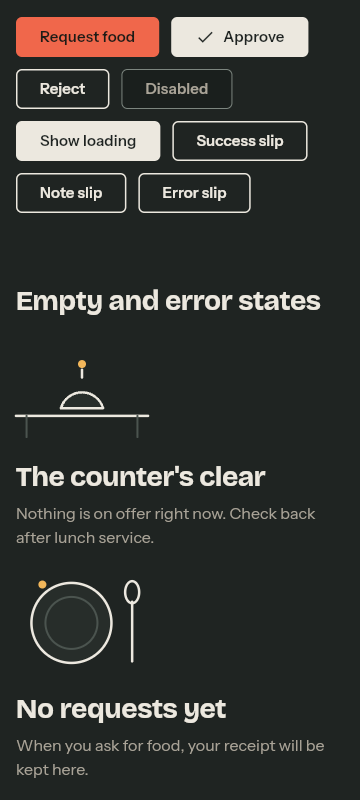 Request food
Approve
Reject
Disabled
Show loading
Success slip
Note slip
Error slip
Empty and error states
The counter's clear
Nothing is on offer right now. Check back
after lunch service.
No requests yet
When you ask for food, your receipt will be
kept here.